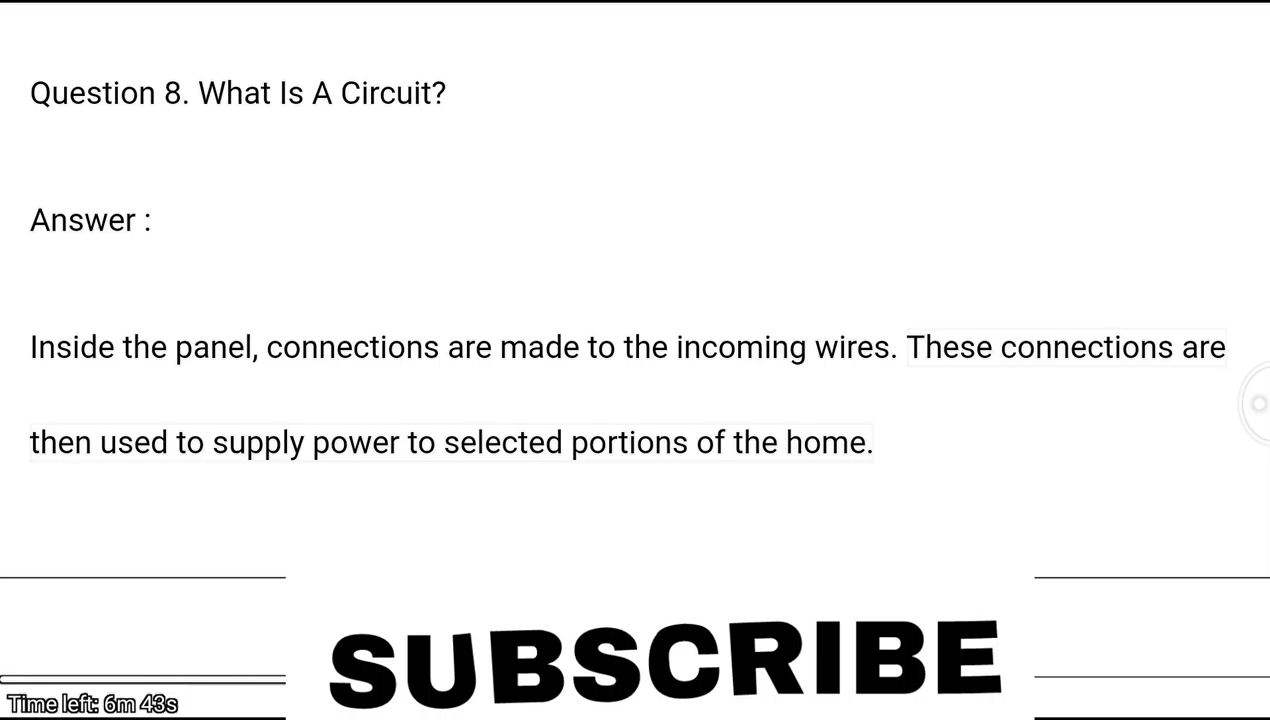 Question 8. What Is A Circuit?
Answer :
Inside the panel, connections are made to the incoming wires. These connections are
then used to supply power to selected portions of the home.
SUBSCRIBE
Time left: 6m 43s